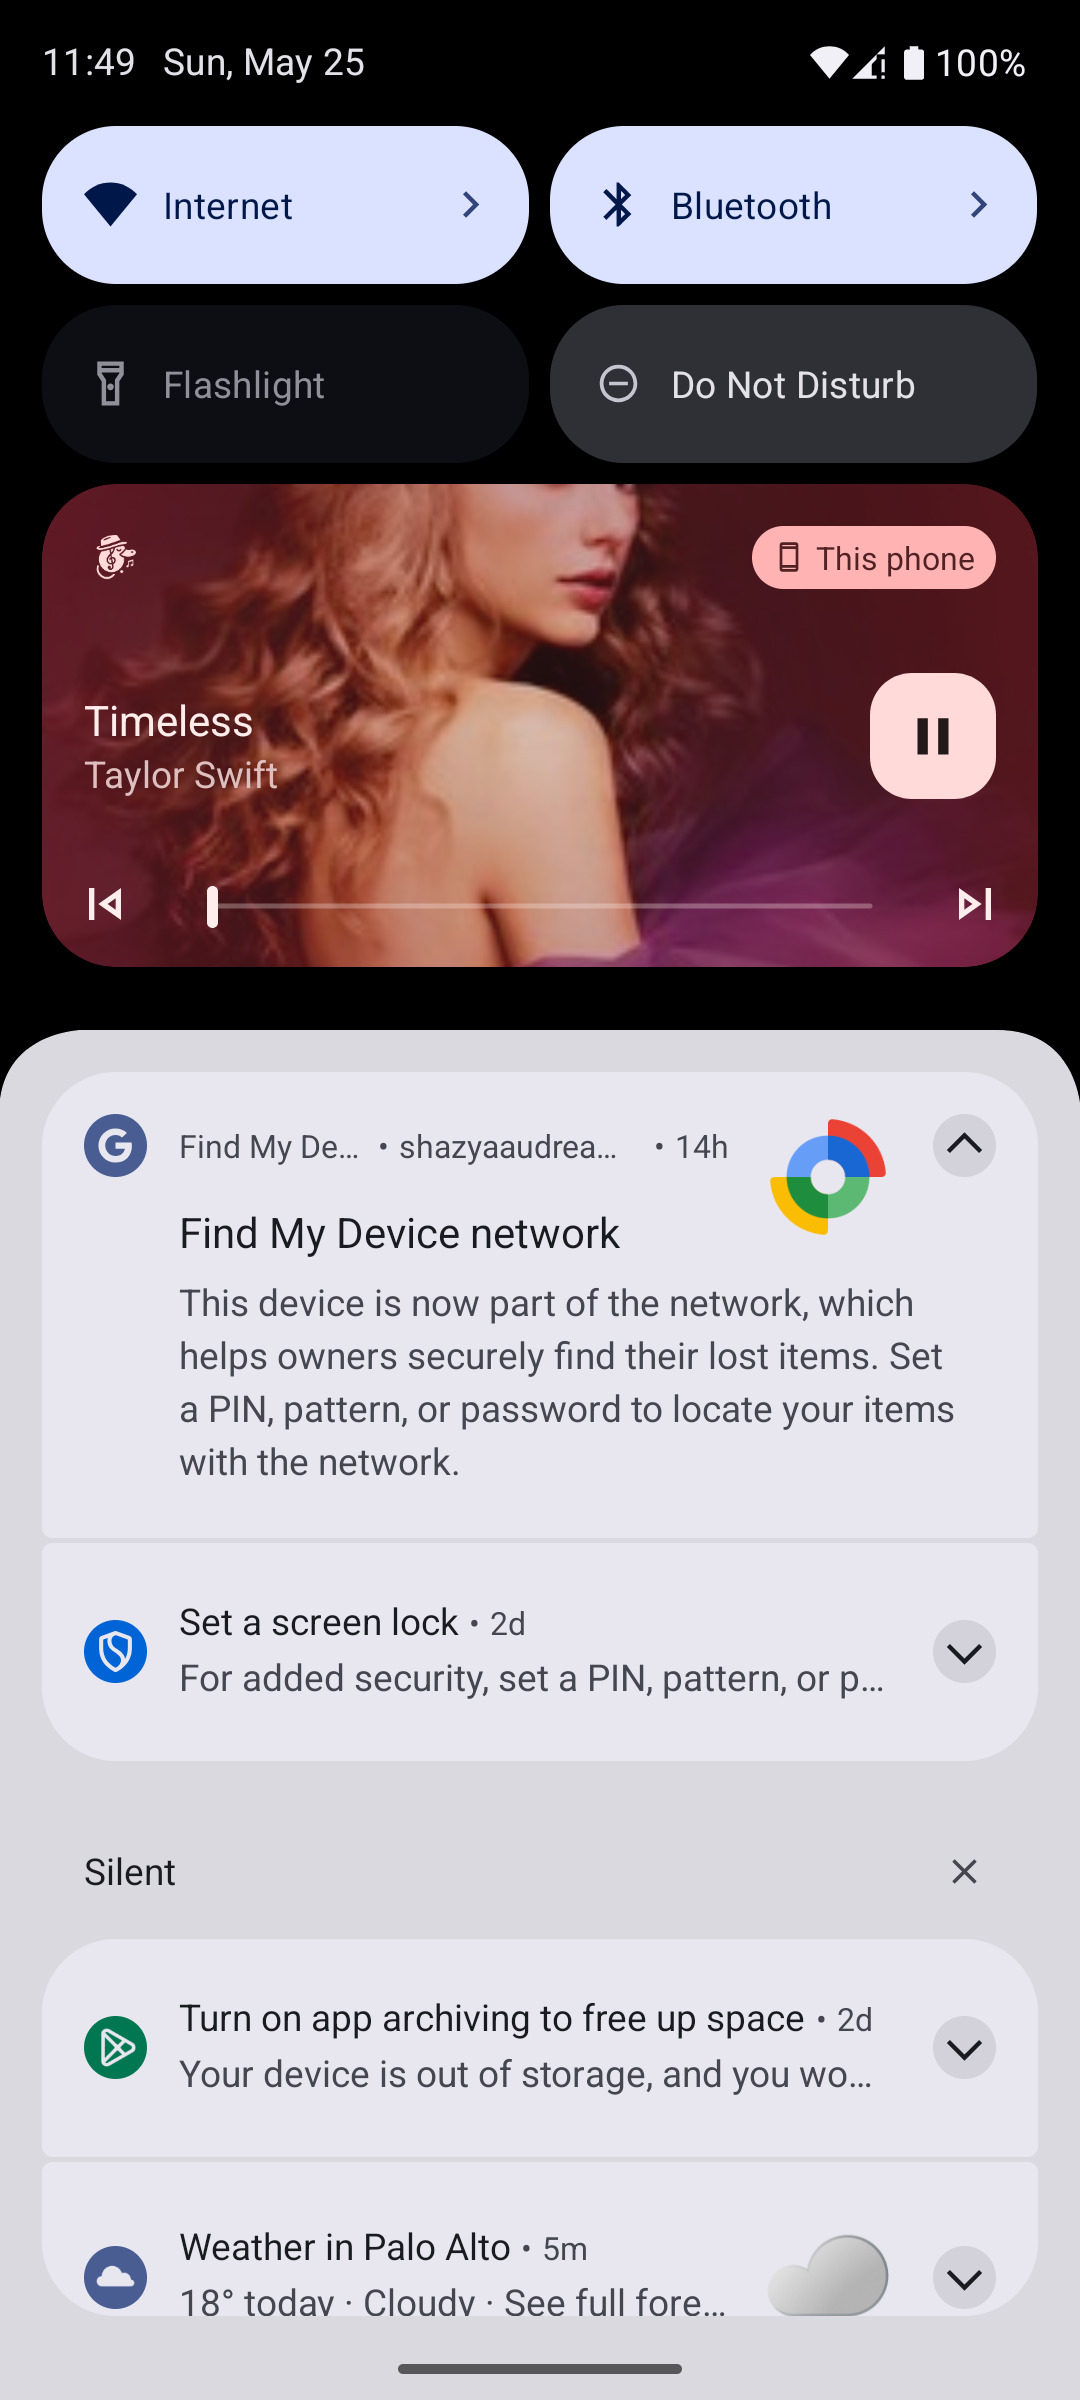 11:49 Sun, May 25 100%
Internet
Bluetooth
Flashlight
Do Not Disturb
This phone
Timeless
Taylor Swift
Find My De… • shazyaaudrea… • 14h
Find My Device network
This device is now part of the network, which
helps owners securely find their lost items. Set
a PIN, pattern, or password to locate your items
with the network.
Set a screen lock • 2d
For added security, set a PIN, pattern, or p…
Silent
Turn on app archiving to free up space • 2d
Your device is out of storage, and you wo…
Weather in Palo Alto • 5m
18° today · Cloudy · See full fore…